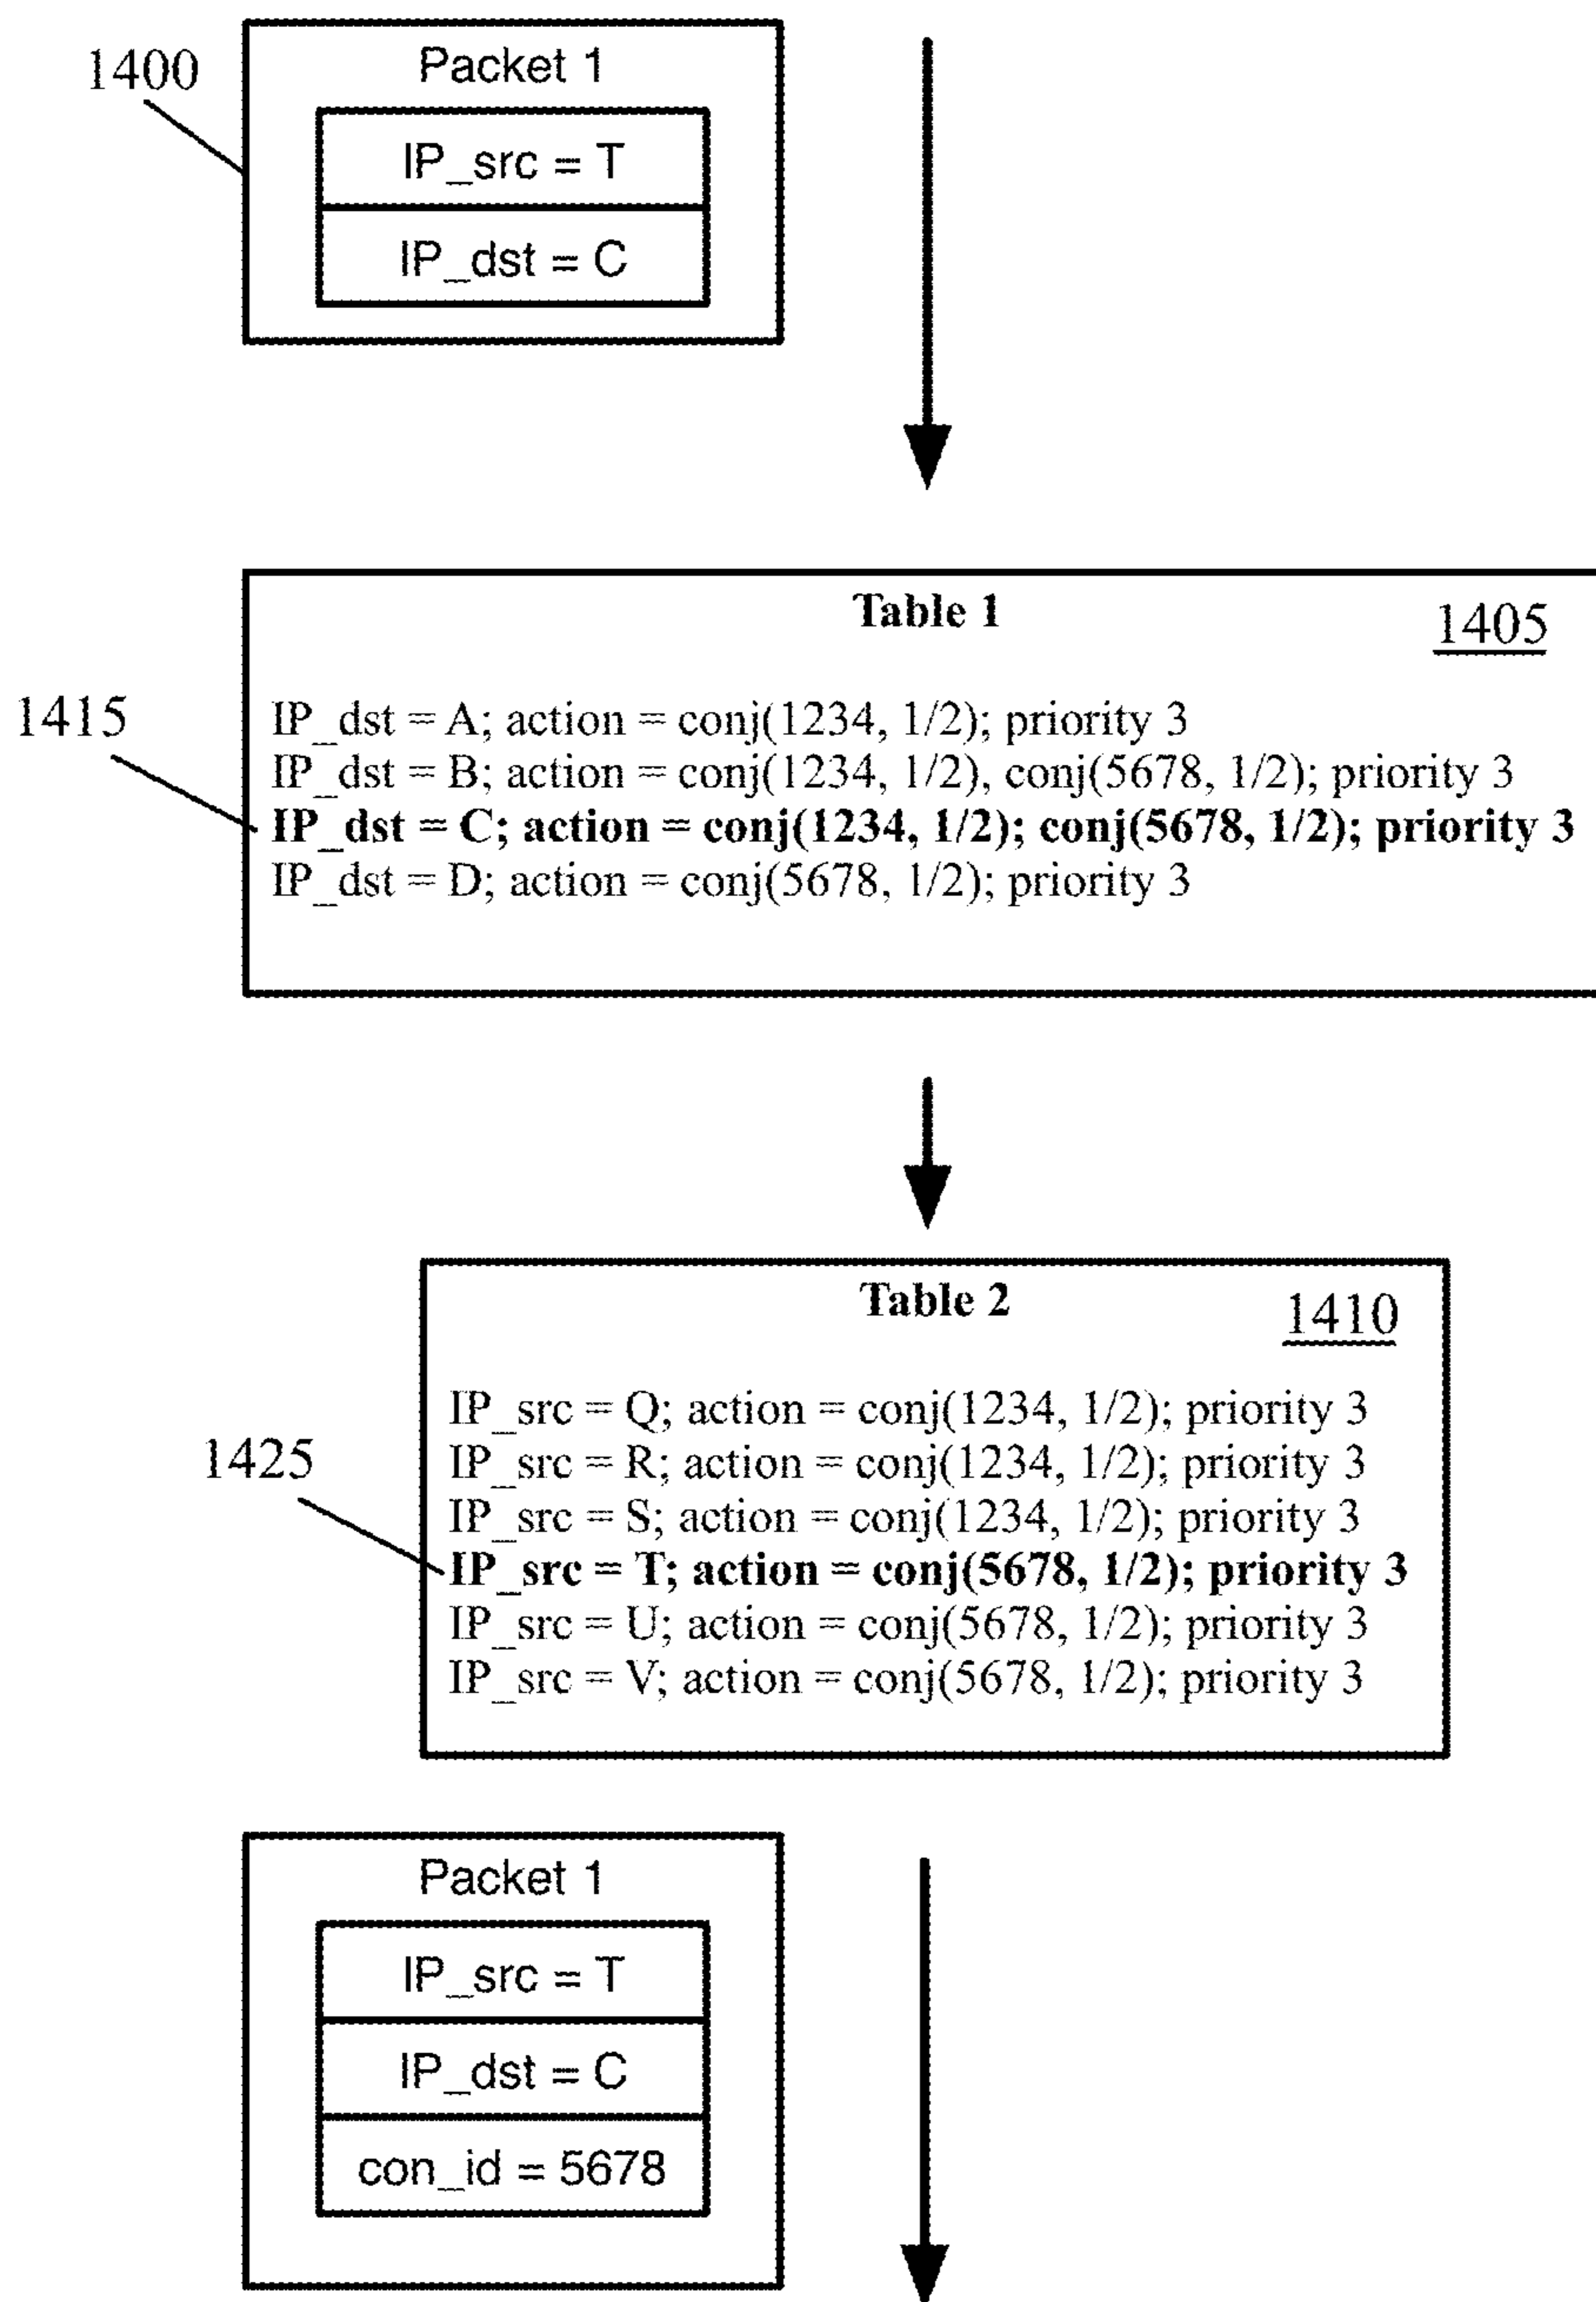 1400
Packet 1
IP_src = T
IP_dst = C
Table 1
1405
1415
IP_dst = A; action = conj(1234, 1/2); priority 3
IP_dst = B; action = conj(1234, 1/2), conj(5678, 1/2); priority 3
IP_dst = C; action = conj(1234, 1/2); conj(5678, 1/2); priority 3
IP_dst = D; action = conj(5678, 1/2); priority 3
Table 2
1410
IP_src = Q; action = conj(1234, 1/2); priority 3
1425
IP_src = R; action = conj(1234, 1/2); priority 3
IP_src = S; action = conj(1234, 1/2); priority 3
IP_src = T; action = conj(5678, 1/2); priority 3
IP_src = U; action = conj(5678, 1/2); priority 3
IP_src = V; action = conj(5678, 1/2); priority 3
Packet 1
IP_src = T
IP_dst = C
con_id = 5678